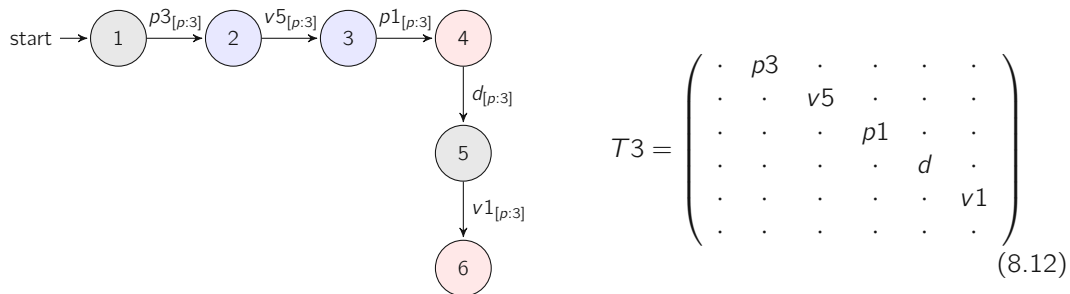 start 1 p3[p:3] 2 v5[p:3] 3 p1[p:3] 4
d[p:3]
5
v1[p:3]
6
T3 =
· p3 · · · ·
· · v5 · · ·
· · · p1 · ·
· · · · d ·
· · · · · v1
· · · · · ·
(8.12)